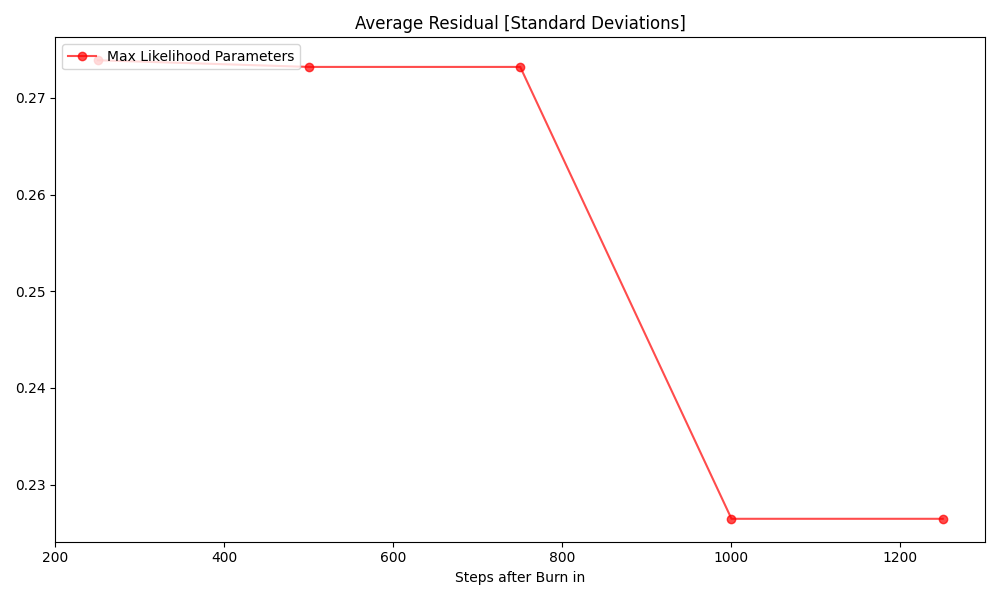 Average Residual [Standard Deviations]
Max Likelihood Parameters
0.27
0.26
0.25
0.24
0.23
200 400 600 800 1000 1200
Steps after Burn in